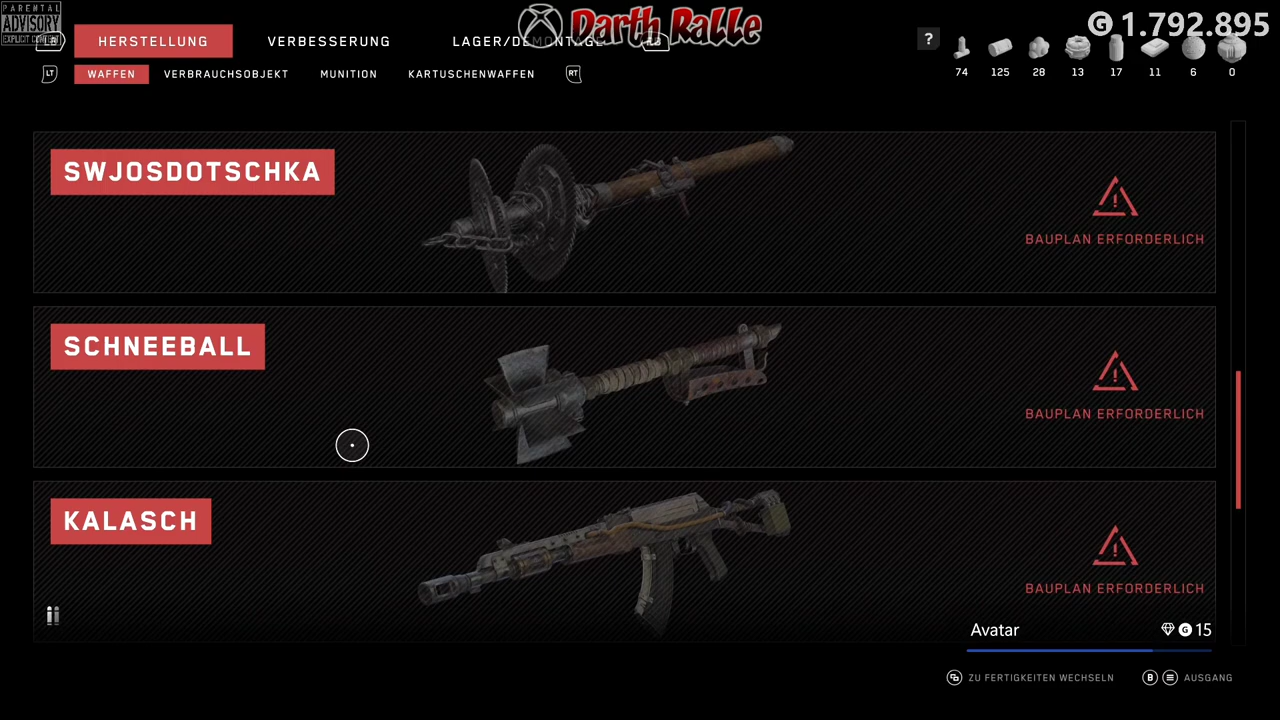 PARENTAL
ADVISORY
EXPLICIT CONTENT
Darth Ralle
G 1.792.895
LB HERSTELLUNG VERBESSERUNG LAGER/DEMONTAGE
?
LT WAFFEN VERBRAUCHSOBJEKT MUNITION KARTUSCHENWAFFEN RT
74 125 28 13 17 11 6 0
SWJOSDOTSCHKA
BAUPLAN ERFORDERLICH
SCHNEEBALL
BAUPLAN ERFORDERLICH
KALASCH
BAUPLAN ERFORDERLICH
Avatar G 15
ZU FERTIGKEITEN WECHSELN B AUSGANG